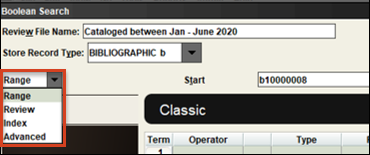 Boolean Search
Review File Name: Cataloged between Jan - June 2020
Store Record Type: BIBLIOGRAPHIC b
Range Start b10000008
Range
Review
Index
Advanced
Classic
Term Operator Type
1